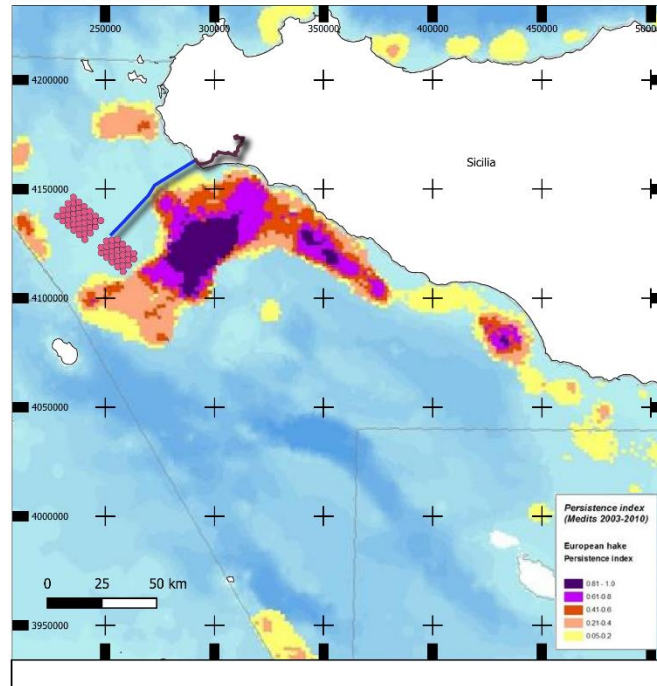 250000 300000 350000 400000 450000
4200000
Sicilia
4150000
4100000
4050000
4000000
3950000
0 25 50 km
Persistence index
(Medits 2003-2010)
European hake
Persistence index
0.81 - 1.0
0.61-0.8
0.41-0.6
0.21-0.4
0.05-0.2